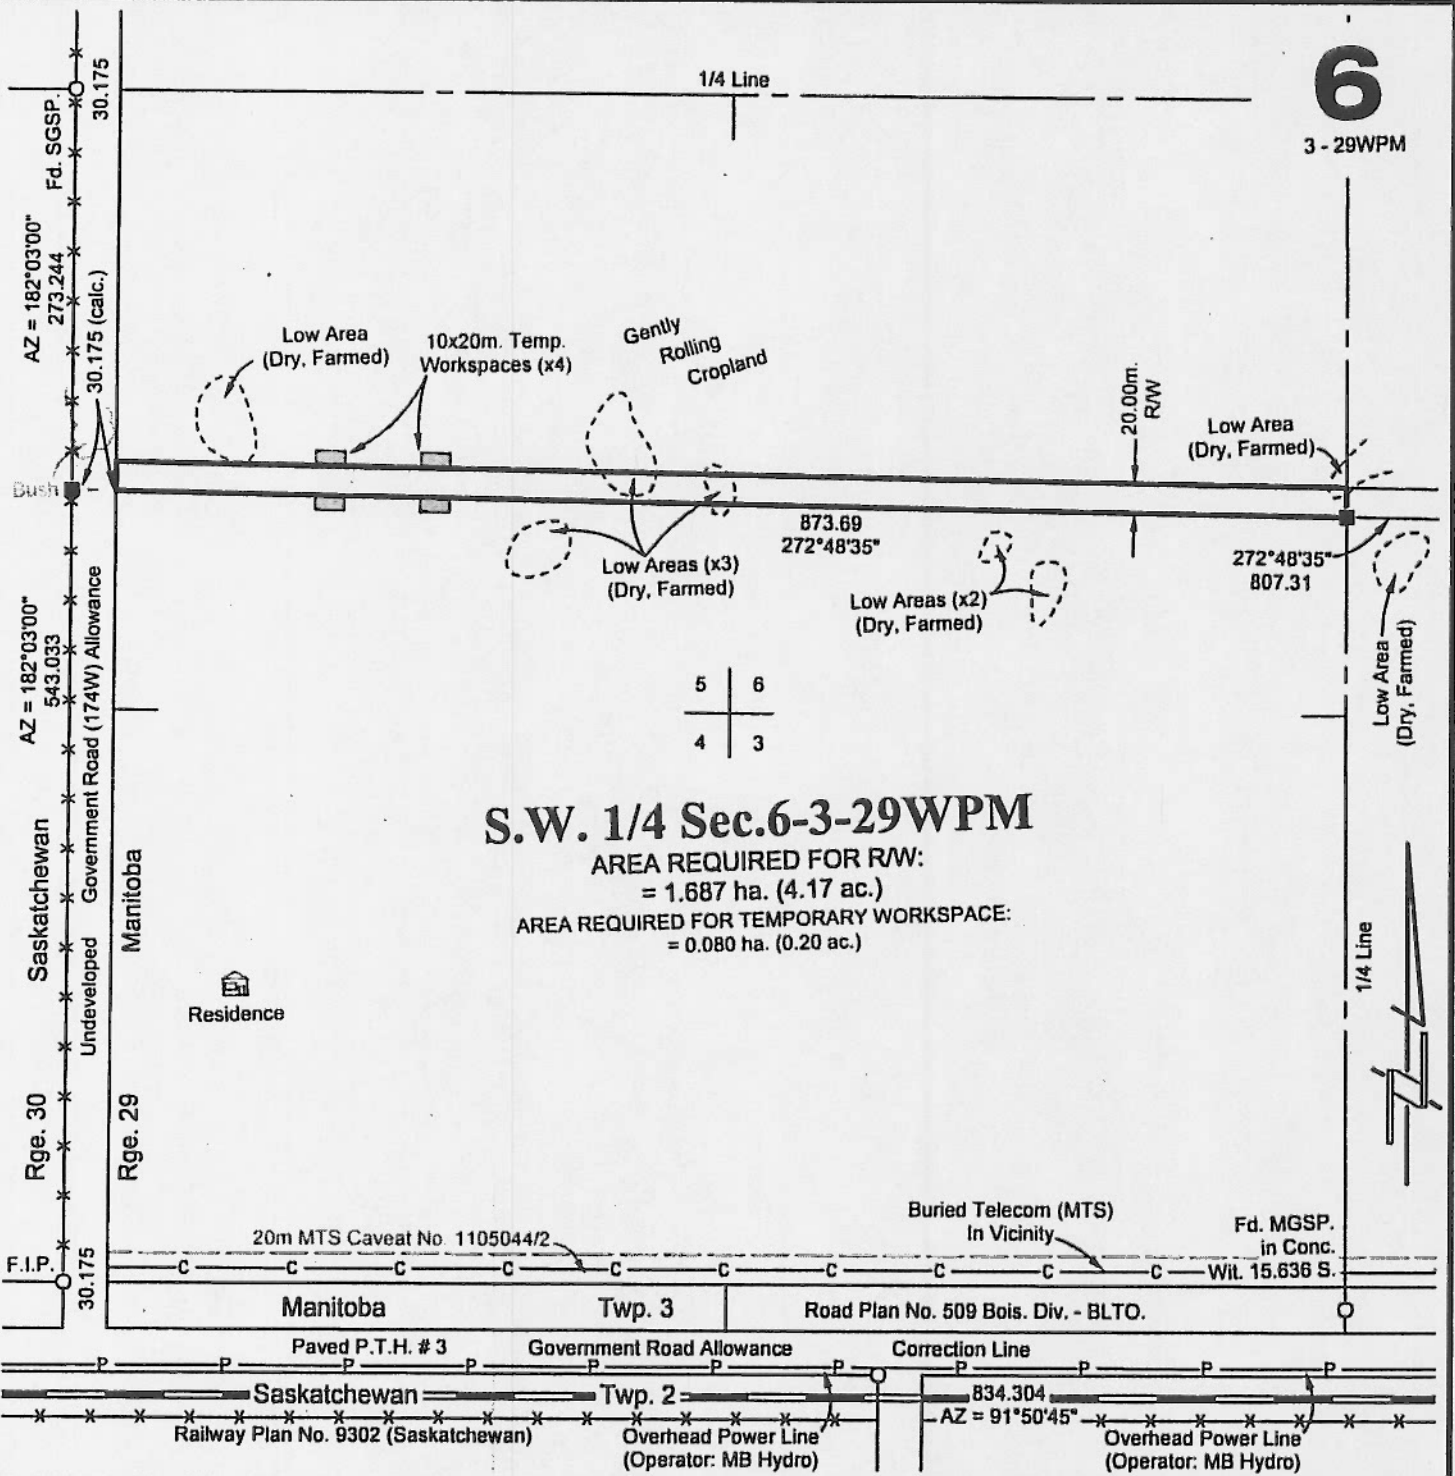 1/4 Line
6
3 - 29WPM
30.175
Fd. SGSP.
AZ = 182°03'00"
273.244
30.175 (calc.)
Low Area
(Dry, Farmed)
10x20m. Temp.
Workspaces (x4)
Gently
Rolling
Cropland
20.00m.
R/W
Low Area
(Dry, Farmed)
Bush
873.69
272°48'35"
272°48'35"
807.31
Low Areas (x3)
(Dry, Farmed)
Low Areas (x2)
(Dry, Farmed)
Low Area
(Dry, Farmed)
AZ = 182°03'00"
543.033
Undeveloped Government Road (174W) Allowance
5 6
4 3
S.W. 1/4 Sec.6-3-29WPM
AREA REQUIRED FOR R/W:
= 1.687 ha. (4.17 ac.)
AREA REQUIRED FOR TEMPORARY WORKSPACE:
= 0.080 ha. (0.20 ac.)
Saskatchewan
Manitoba
1/4 Line
Residence
Rge. 30
Rge. 29
Buried Telecom (MTS)
In Vicinity
Fd. MGSP.
in Conc.
Wit. 15.636 S.
20m MTS Caveat No. 1105044/2
F.I.P.
30.175
C C C C C C C C C C
Manitoba Twp. 3 Road Plan No. 509 Bois. Div. - BLTO.
Paved P.T.H. # 3 Government Road Allowance Correction Line
P P P P P P P P P P P
Saskatchewan Twp. 2 834.304
AZ = 91°50'45"
Railway Plan No. 9302 (Saskatchewan)
Overhead Power Line
(Operator: MB Hydro)
Overhead Power Line
(Operator: MB Hydro)